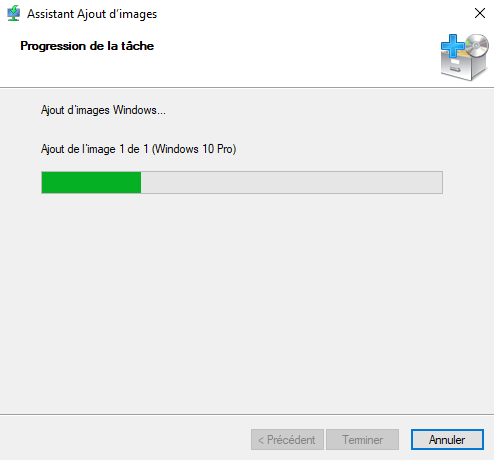 Assistant Ajout d'images
Progression de la tâche
Ajout d'images Windows...
Ajout de l'image 1 de 1 (Windows 10 Pro)
< Précédent
Terminer
Annuler